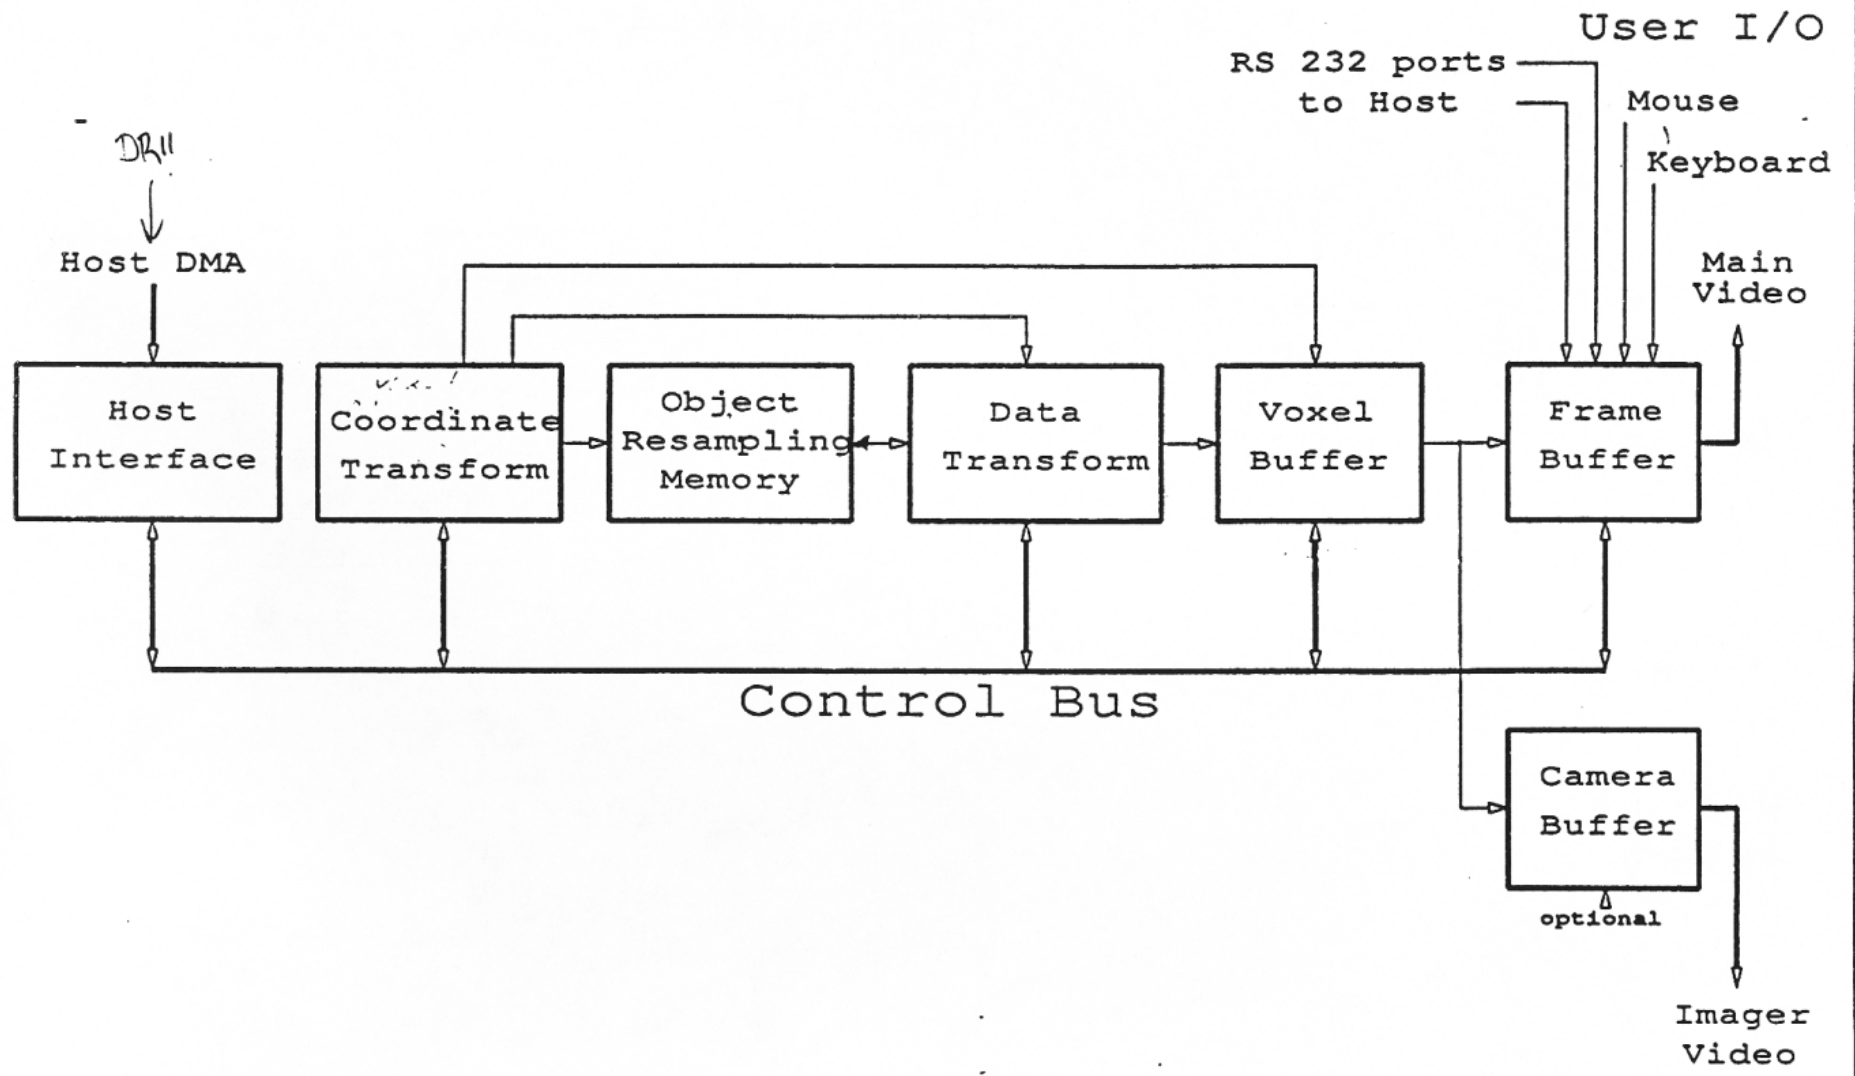 User I/O
RS 232 ports
to Host
Mouse
Keyboard
DR11
Host DMA
Main
Video
Host
Interface
Coordinate
Transform
Object
Resampling
Memory
Data
Transform
Voxel
Buffer
Frame
Buffer
Control Bus
Camera
Buffer
optional
Imager
Video